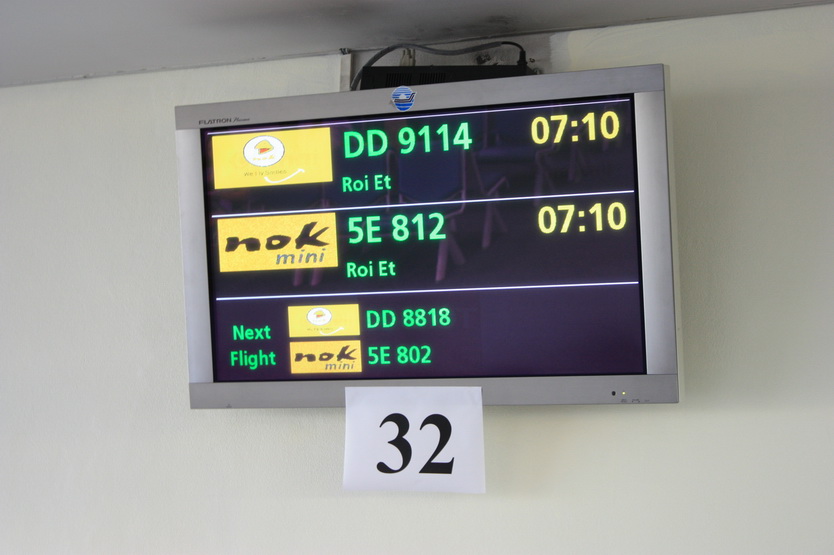 FLATRON
DD 9114 07:10
Roi Et
nok
mini
5E 812 07:10
Roi Et
Next
Flight
DD 8818
nok
mini
5E 802
32